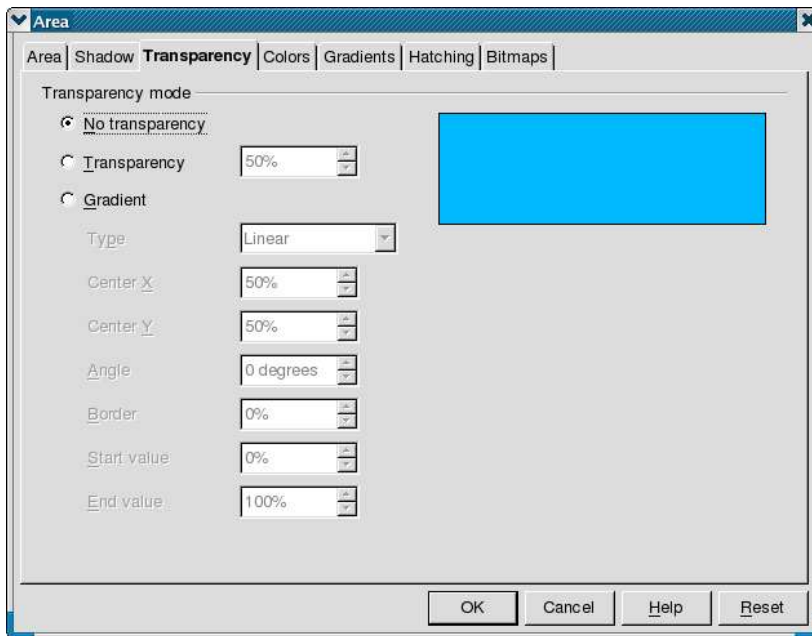 Area
Area Shadow Transparency Colors Gradients Hatching Bitmaps
Transparency mode
No transparency
Transparency 50%
Gradient
Type Linear
Center X 50%
Center Y 50%
Angle 0 degrees
Border 0%
Start value 0%
End value 100%
OK Cancel Help Reset